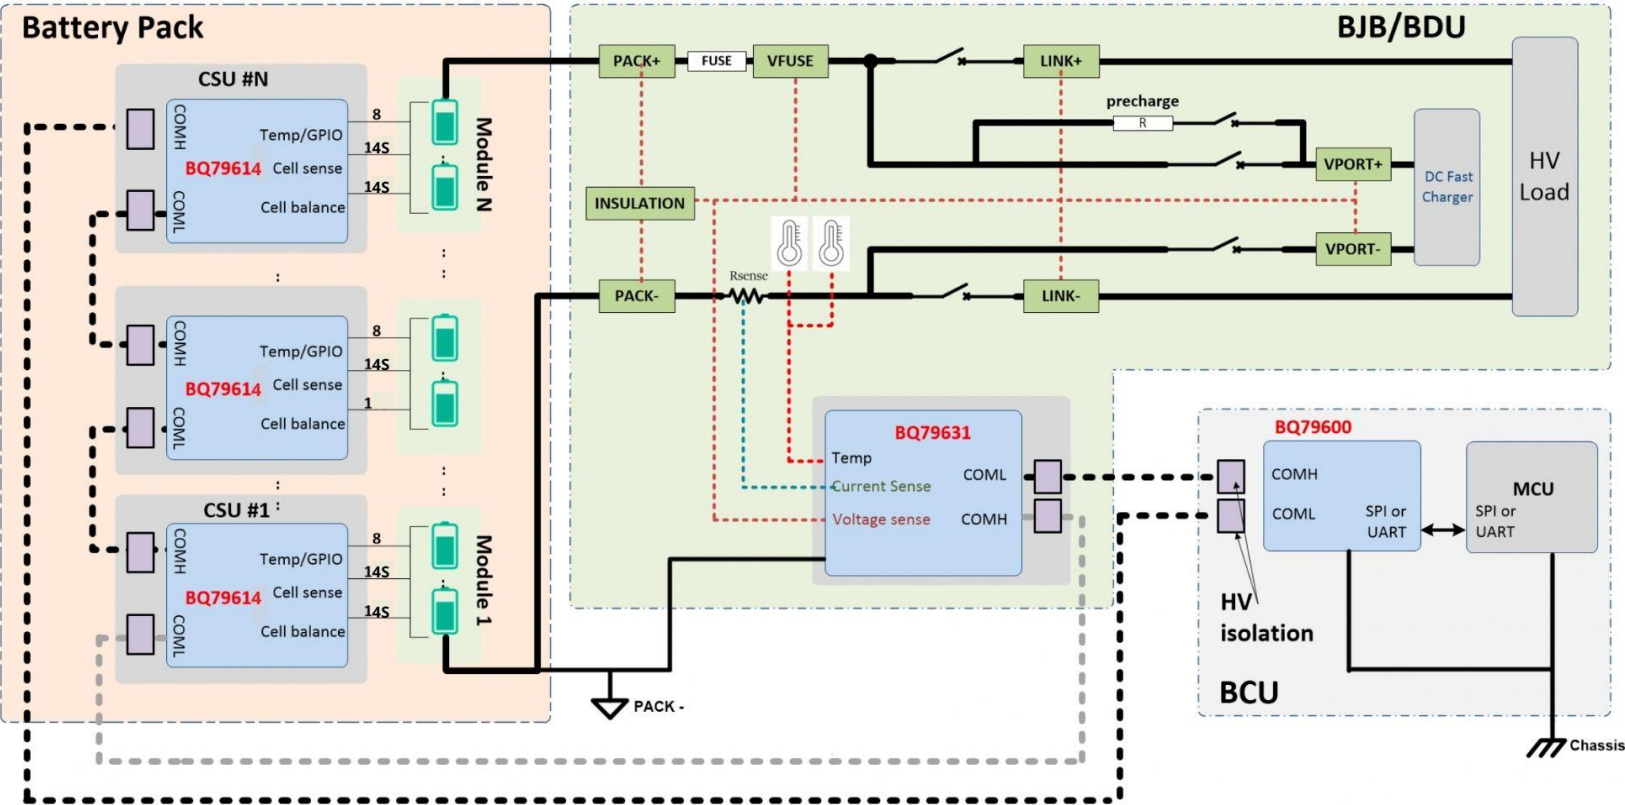 Battery Pack
CSU #N
COMH
COML
BQ79614
Temp/GPIO
Cell sense
Cell balance
8
14S
14S
Module N
COMH
COML
BQ79614
Temp/GPIO
Cell sense
Cell balance
8
14S
1
CSU #1
COMH
COML
BQ79614
Temp/GPIO
Cell sense
Cell balance
8
14S
14S
Module 1
BJB/BDU
PACK+
FUSE
VFUSE
LINK+
precharge
R
VPORT+
DC Fast
Charger
HV
Load
INSULATION
VPORT-
Rsense
PACK-
LINK-
BQ79631
Temp
Current Sense
Voltage sense
COML
COMH
PACK -
BQ79600
COMH
COML
SPI or
UART
MCU
SPI or
UART
HV
isolation
BCU
Chassis